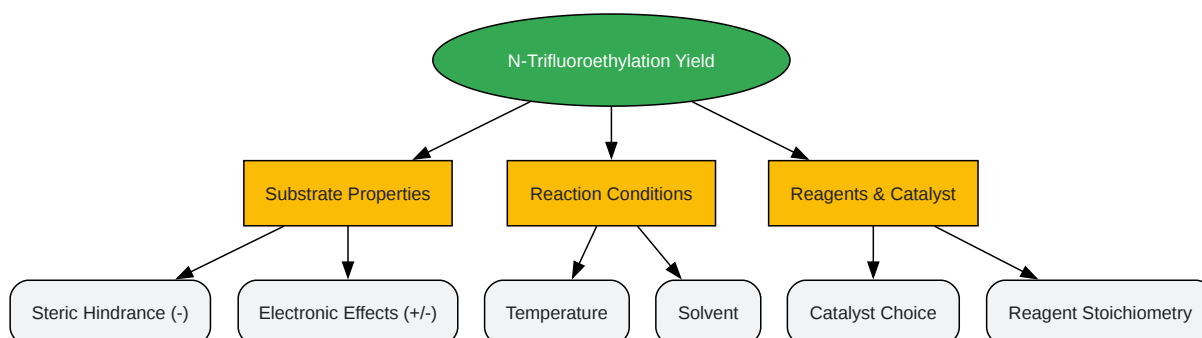 N-Trifluoroethylation Yield
Substrate Properties
Reaction Conditions
Reagents & Catalyst
Steric Hindrance (-)
Electronic Effects (+/-)
Temperature
Solvent
Catalyst Choice
Reagent Stoichiometry